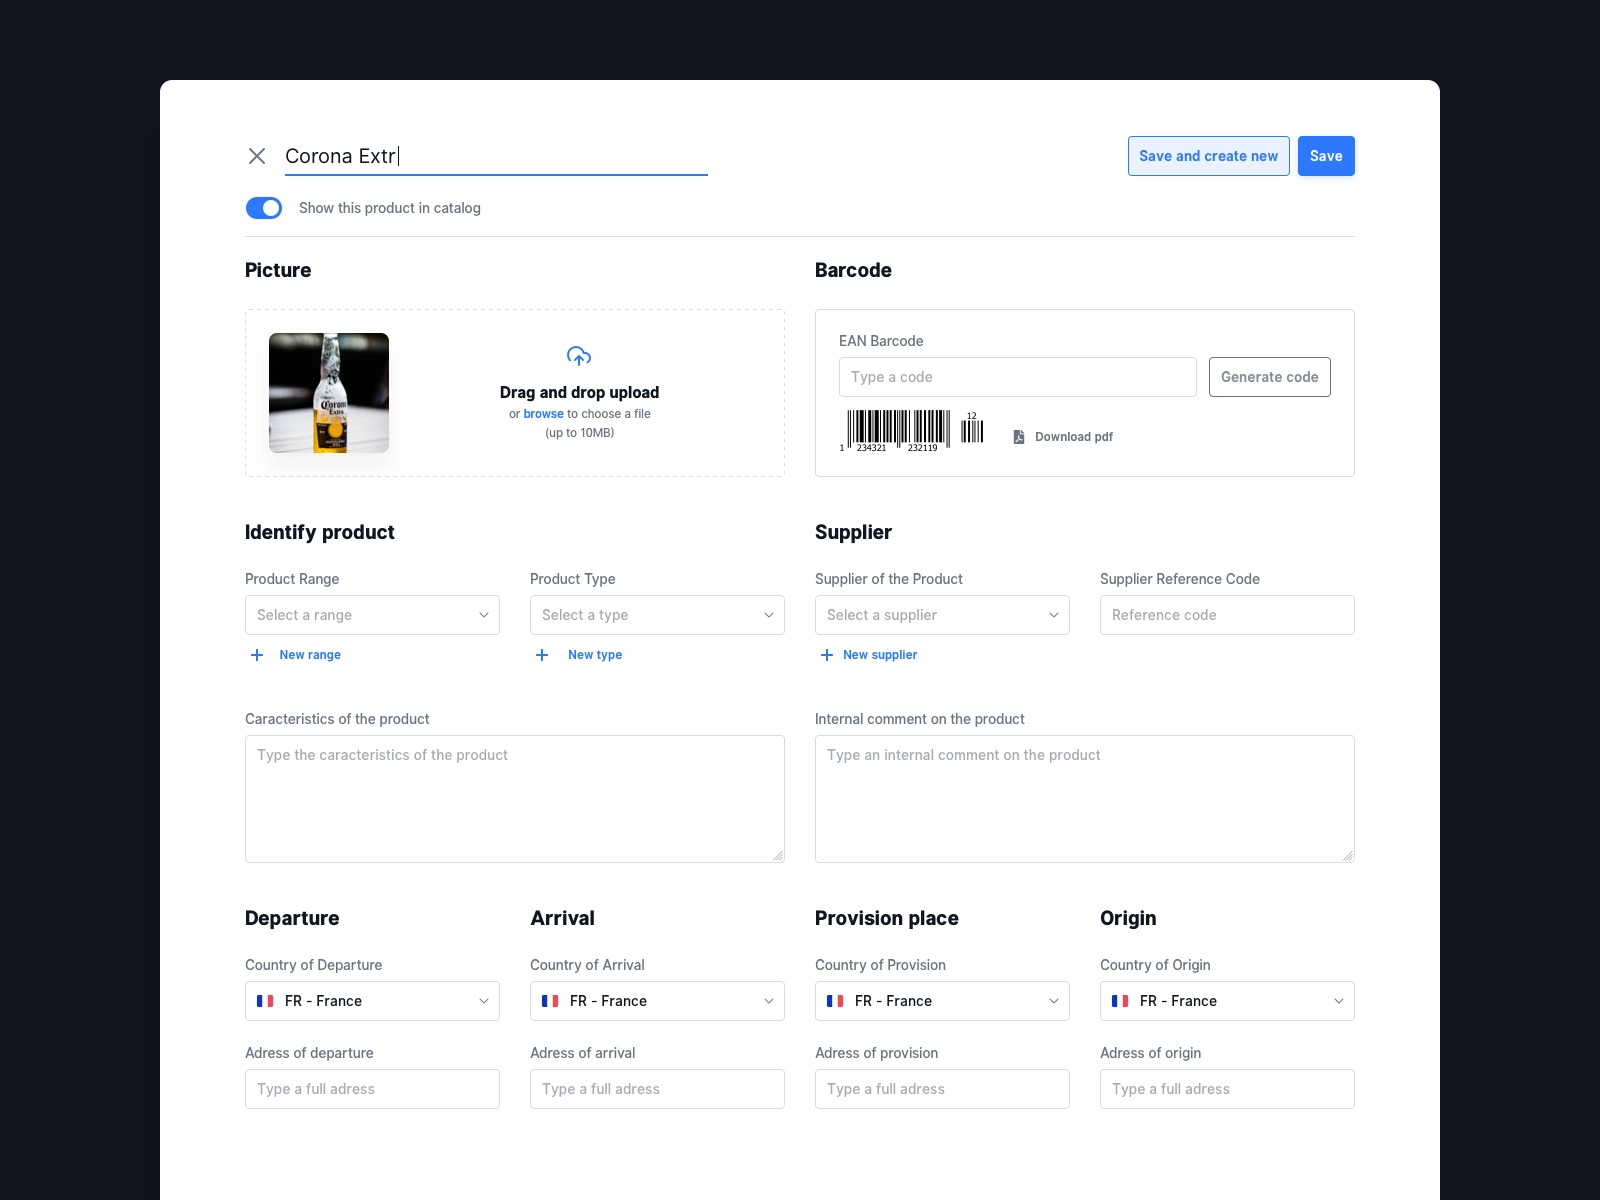 Corona Extr
Save and create new
Save
Show this product in catalog
Picture
Barcode
Corona
Extra
Drag and drop upload
or browse to choose a file
(up to 10MB)
EAN Barcode
Type a code
Generate code
12
1 234321 232119
Download pdf
Identify product
Supplier
Product Range
Product Type
Supplier of the Product
Supplier Reference Code
Select a range
Select a type
Select a supplier
Reference code
New range
New type
New supplier
Caracteristics of the product
Internal comment on the product
Type the caracteristics of the product
Type an internal comment on the product
Departure
Arrival
Provision place
Origin
Country of Departure
Country of Arrival
Country of Provision
Country of Origin
FR - France
FR - France
FR - France
FR - France
Adress of departure
Adress of arrival
Adress of provision
Adress of origin
Type a full adress
Type a full adress
Type a full adress
Type a full adress